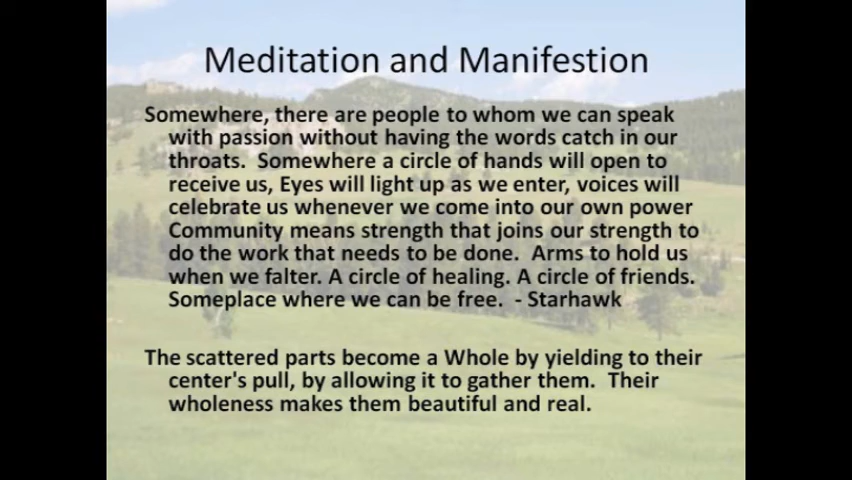 Meditation and Manifestion
Somewhere, there are people to whom we can speak
with passion without having the words catch in our
throats.  Somewhere a circle of hands will open to
receive us, Eyes will light up as we enter, voices will
celebrate us whenever we come into our own power
Community means strength that joins our strength to
do the work that needs to be done.  Arms to hold us
when we falter. A circle of healing. A circle of friends.
Someplace where we can be free.  - Starhawk
The scattered parts become a Whole by yielding to their
center's pull, by allowing it to gather them.  Their
wholeness makes them beautiful and real.